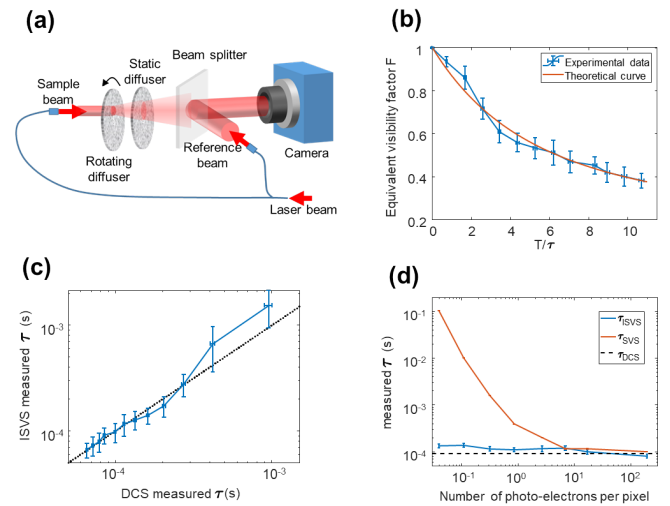 (a)
Static
diffuser
Beam splitter
Sample
beam
Rotating
diffuser
Reference
beam
Camera
Laser beam
(b)
Equivalent visibility factor F
1
0.8
0.6
0.4
0.2
0
2
4
6
8
10
T/τ
Experimental data
Theoretical curve
(c)
ISVS measured τ (s)
10⁻³
10⁻⁴
10⁻⁴
10⁻³
DCS measured τ (s)
(d)
measured τ (s)
10⁻¹
10⁻²
10⁻³
10⁻⁴
10⁻¹
10⁰
10¹
10²
Number of photo-electrons per pixel
τISVS
τSVS
τDCS